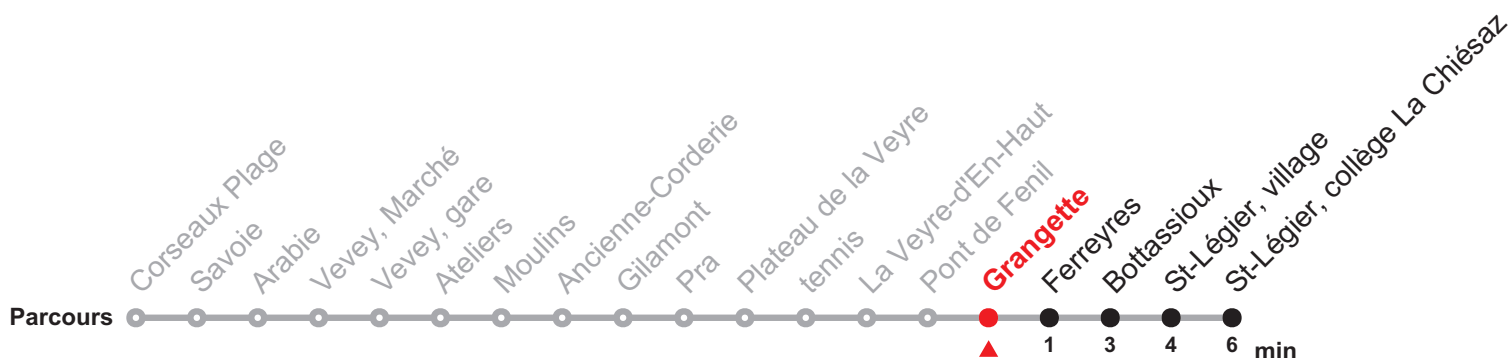 Corseaux Plage
Savoie
Arabie
Vevey, Marché
Vevey, gare
Ateliers
Moulins
Ancienne-Corderie
Gilamont
Pra
Plateau de la Veyre
tennis
La Veyre-d'En-Haut
Pont de Fenil
Grangette
Ferreyres
Bottassioux
St-Légier, village
St-Légier, collège La Chiésaz
Parcours
1 3 4 6 min